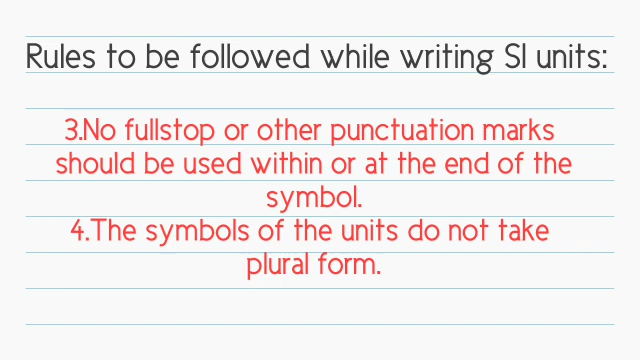 Rules to be followed while writing SI units:
3.No fullstop or other punctuation marks
should be used within or at the end of the
symbol.
4.The symbols of the units do not take
plural form.